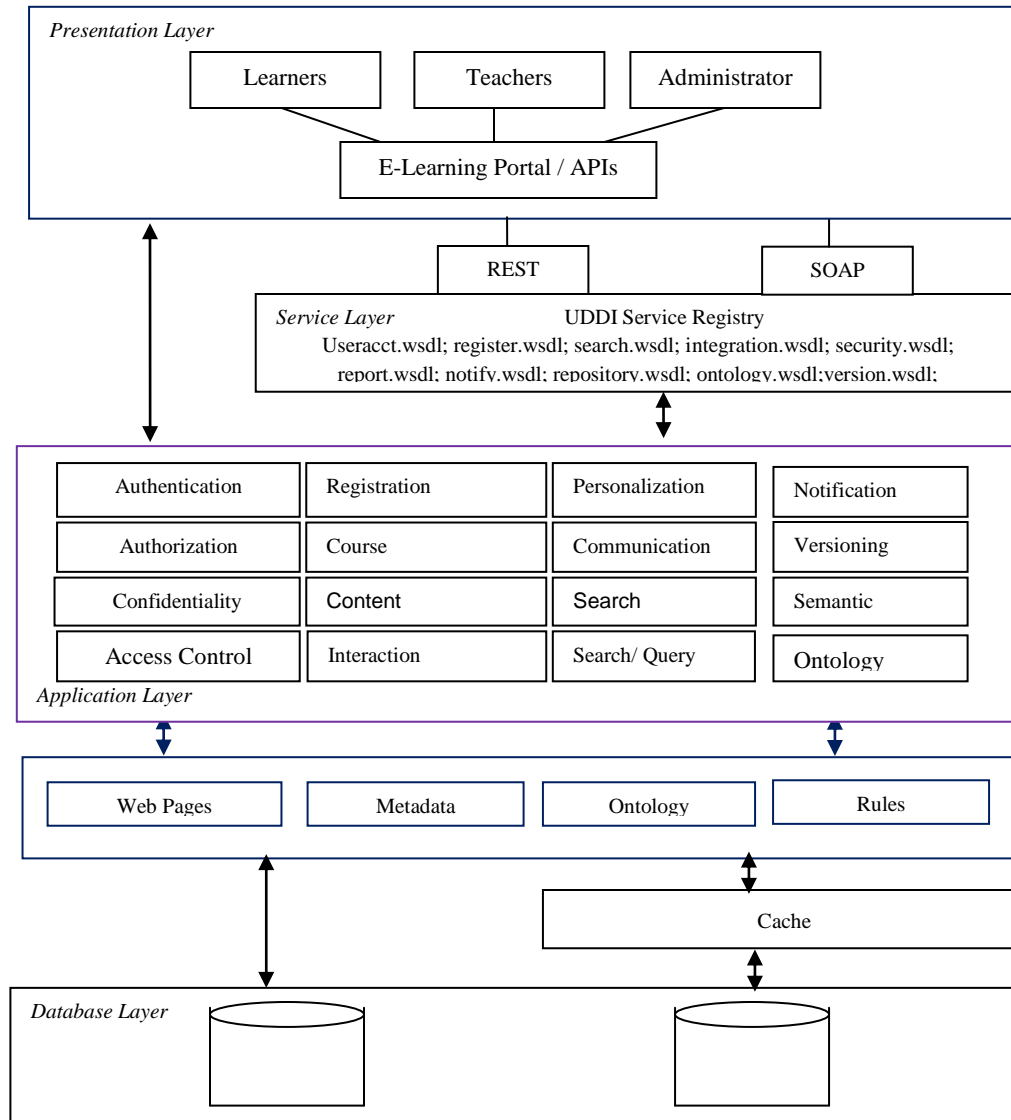 Presentation Layer
Learners
Teachers
Administrator
E-Learning Portal / APIs
REST
SOAP
Service Layer
UDDI Service Registry
Useracct.wsdl; register.wsdl; search.wsdl; integration.wsdl; security.wsdl;
report.wsdl; notify.wsdl; repository.wsdl; ontology.wsdl;version.wsdl;
Authentication
Registration
Personalization
Notification
Authorization
Course
Communication
Versioning
Confidentiality
Content
Search
Semantic
Access Control
Interaction
Search/ Query
Ontology
Application Layer
Web Pages
Metadata
Ontology
Rules
Cache
Database Layer